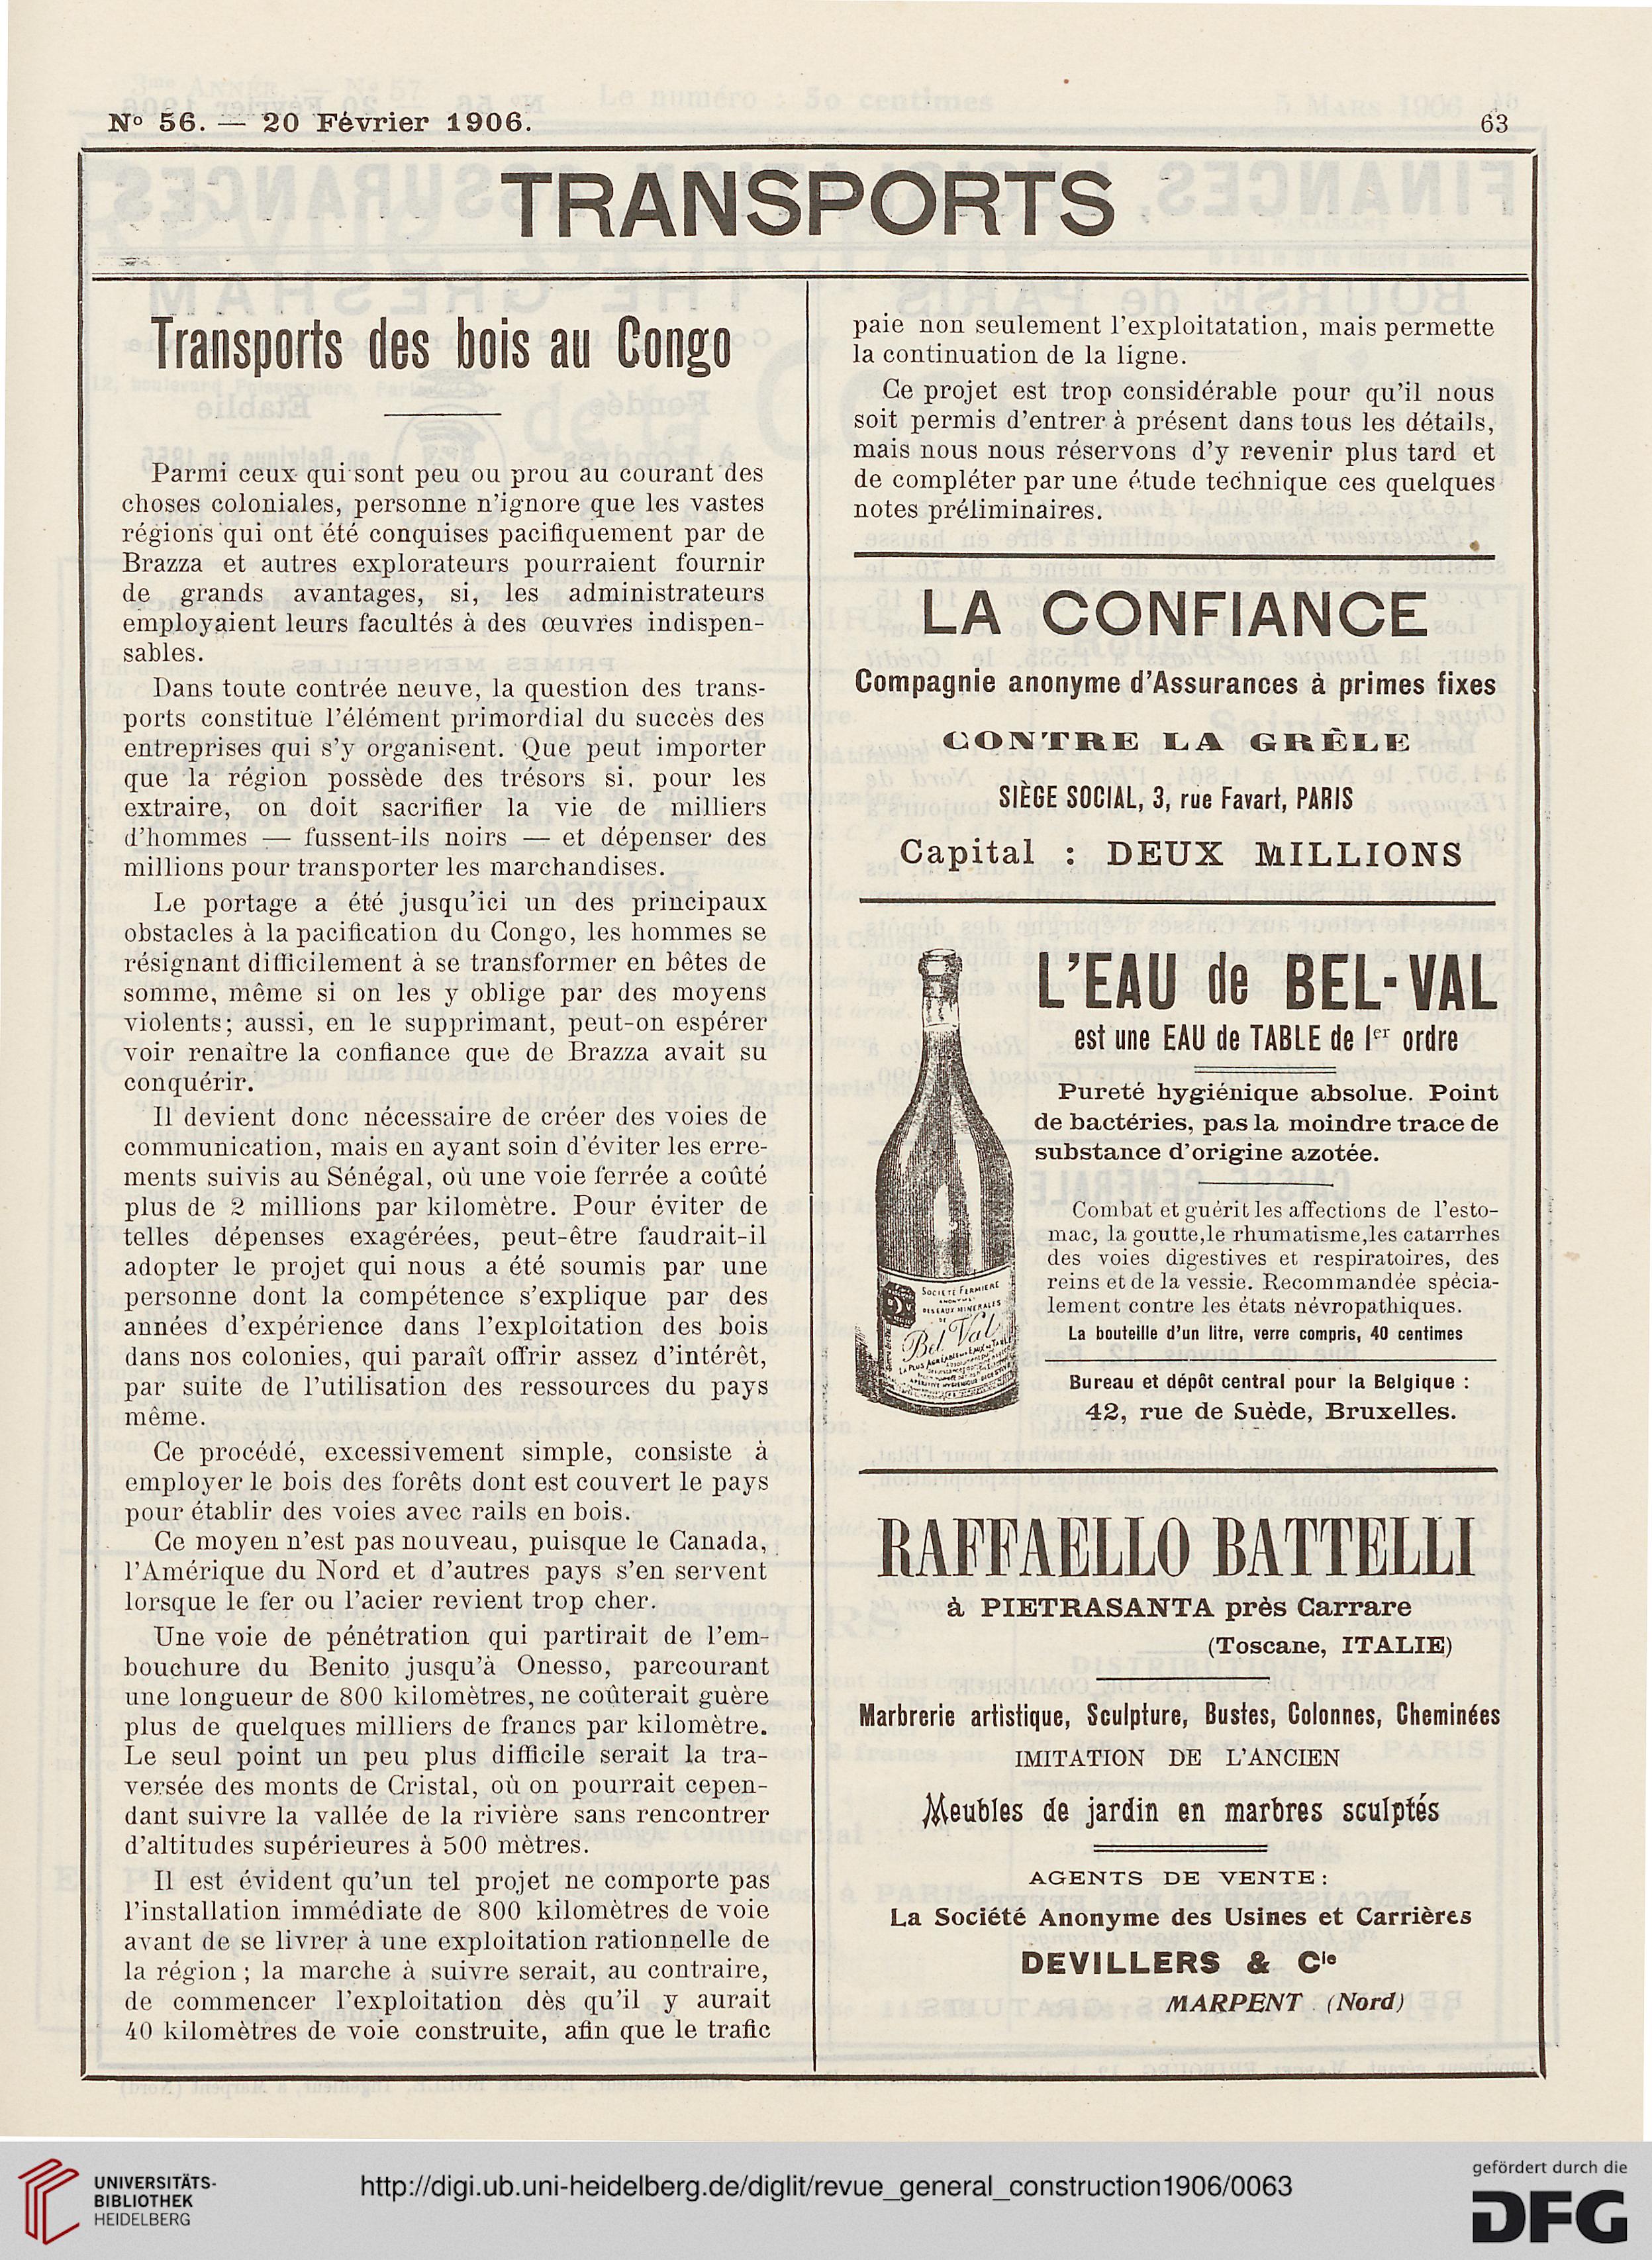 N° 56. — 20 Février 1906.
63
TRANSPORTS
Transports des bois au Congo
Parmi ceux qui sont peu ou prou au courant des
choses coloniales, personne n'ignore que les vastes
régions qui ont été conquises pacifiquement par de
Brazza et autres explorateurs pourraient fournir
de grands avantages, si, les administrateurs
employaient leurs facultés à des œuvres indispen-
sables.
Dans toute contrée neuve, la question des trans-
ports constitue l'élément primordial du succès des
entreprises qui s'y organisent. Que peut importer
que la région possède des trésors si, pour les
extraire, on doit sacrifier la vie de milliers
d'hommes — fussent-ils noirs — et dépenser des
millions pour transporter les marchandises.
Le portage a été jusqu'ici un des principaux
obstacles à la pacification du Congo, les hommes se
résignant difficilement à se transformer en bêtes de
somme, même si on les y oblige par des moyens
violents; aussi, en le supprimant, peut-on espérer
voir renaître la confiance que de Brazza avait su
conquérir.
Il devient donc nécessaire de créer des voies de
communication, mais en ayant soin d'éviter les erre-
ments suivis au Sénégal, où une voie ferrée a coûté
plus de 2 millions par kilomètre. Pour éviter de
telles dépenses exagérées, peut-être faudrait-il
adopter le projet qui nous a été soumis par une
personne dont la compétence s'explique par des
années d'expérience dans l'exploitation des bois
dans nos colonies, qui paraît offrir assez d'intérêt,
par suite de l'utilisation des ressources du pays
même.
Ce procédé, excessivement simple, consiste à
employer le bois des forêts dont est couvert le pays
pour établir des voies avec rails en bois.
Ce moyen n'est pas nouveau, puisque le Canada,
l'Amérique du Nord et d'autres pays s'en servent
lorsque le fer ou l'acier revient trop cher.
Une voie de pénétration qui partirait de l'em-
bouchure du Benito jusqu'à Onesso, parcourant
une longueur de 800 kilomètres, ne coûterait guère
plus de quelques milliers de francs par kilomètre.
Le seul point un peu plus difficile serait la tra-
versée des monts de Cristal, où on pourrait cepen-
dant suivre la vallée de la rivière sans rencontrer
d'altitudes supérieures à 500 mètres.
Il est évident qu'un tel projet ne comporte pas
l'installation immédiate de 800 kilomètres de voie
avant de se livrer à une exploitation rationnelle de
la région ; la marche à suivre serait, au contraire,
de commencer l'exploitation dès qu'il y aurait
40 kilomètres de voie construite, afin que le trafic
paie non seulement l'exploitatation, mais permette
la continuation de la ligne.
Ce projet est trop considérable pour qu'il nous
soit permis d'entrer à présent dans tous les détails,
mais nous nous réservons d'y revenir plus tard et
de compléter par une étude technique ces quelques
notes préliminaires.
LA CONFIANCE
Compagnie anonyme d'Assurances à primes fixes
CONTRE LA GRÊLE
SIÈGE SOCIAL, 3, rue Favart, PARIS
Capital : DEUX MILLIONS
L'EAU de BEL-VAL
est une EAU de TABLE de 1er ordre
Pureté hygiénique absolue. Point
de bactéries, pas la moindre trace de
substance d'origine azotée.
Combat et guérit les affections de l'esto-
mac, la goutte, le rhumatisme, les catarrhes
des voies digestives et respiratoires, des
reins et de la vessie. Recommandée spécia-
lement contre les états névropathiques.
La bouteille d'un litre, verre compris, 40 centimes
Bureau et dépôt central pour la Belgique :
42, rue de Suède, Bruxelles.
SOCIÉTÉ FERMIÈRE
ANONYME
DES EAUX MINÉRALES
DE
Bel Val
RAFFAELLO BATTELLI
à PIETRASANTA près Carrare
(Toscane, ITALIE)
Marbrerie artistique, Sculpture, Bustes, Colonnes, Cheminées
IMITATION DE L'ANCIEN
Meubles de jardin en marbres sculptés
AGENTS DE VENTE :
La Société Anonyme des Usines et Carrières
DEVILLERS & Cie
MARPENT (Nord)
UNIVERSITÄTS-
BIBLIOTHEK
HEIDELBERG
http://digi.ub.uni-heidelberg.de/diglit/revue_general_construction1906/0063
gefördert durch die
DFG